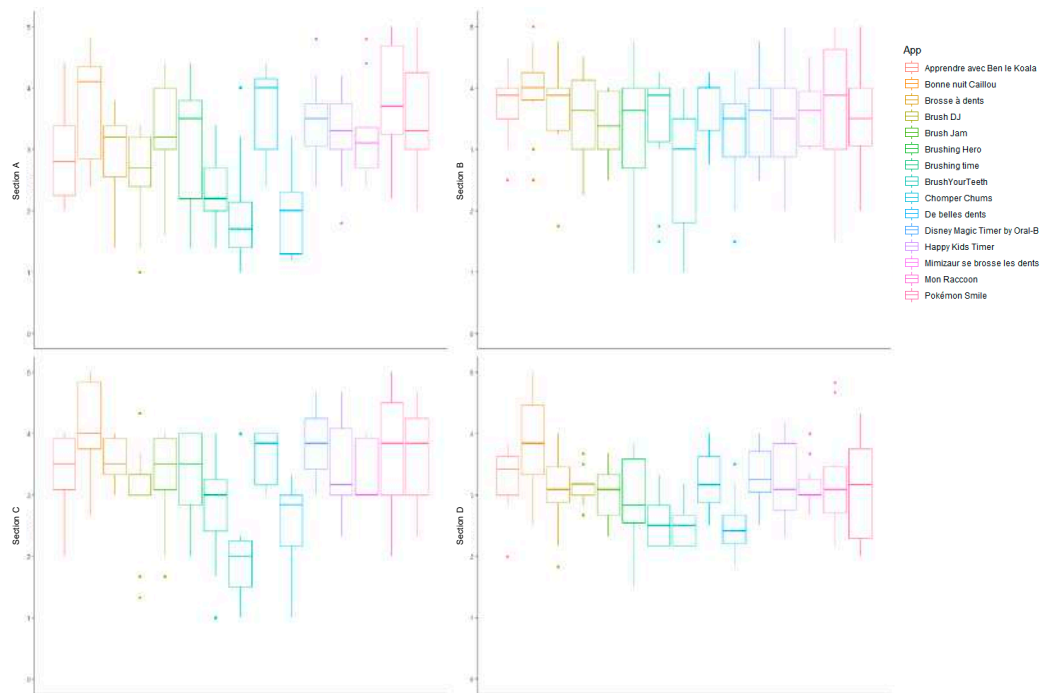 App
Apprendre avec Ben le Koala
Bonne nuit Caillou
Brosse à dents
Brush DJ
Brush Jam
Brushing Hero
Brushing time
BrushYourTeeth
Chomper Chums
De belles dents
Disney Magic Timer by Oral-B
Happy Kids Timer
Mimizaur se brosse les dents
Mon Raccoon
Pokémon Smile
Section A
Section B
Section C
Section D